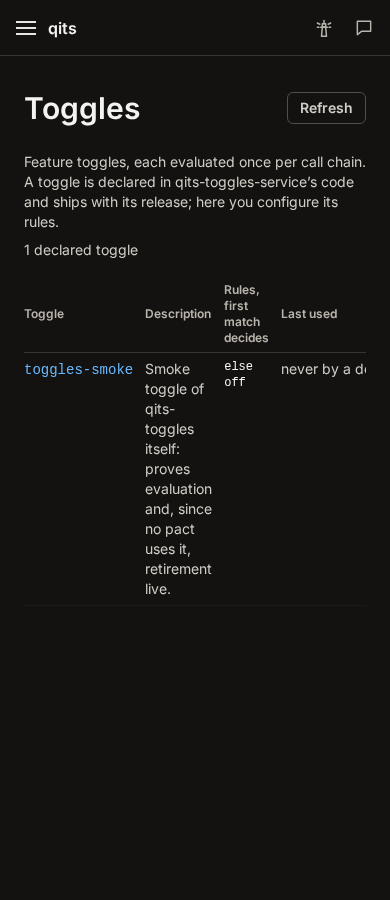 qits
Toggles
Refresh
Feature toggles, each evaluated once per call chain.
A toggle is declared in qits-toggles-service's code
and ships with its release; here you configure its
rules.
1 declared toggle
Toggle
Description
Rules,
first
match
decides
Last used
toggles-smoke
Smoke
toggle of
qits-
toggles
itself:
proves
evaluation
and, since
no pact
uses it,
retirement
live.
else
off
never by a